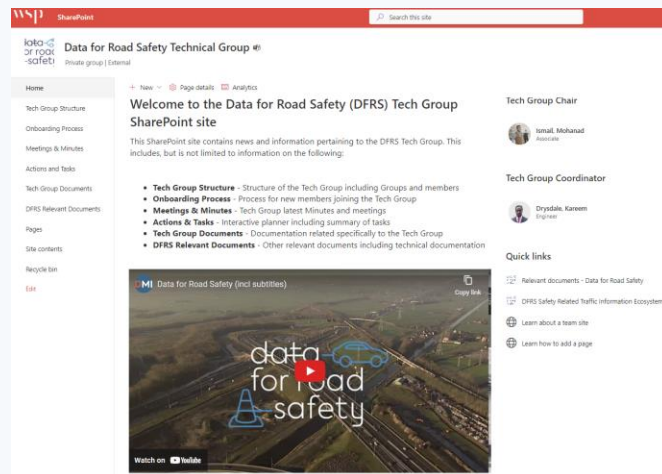 wsp SharePoint
Search this site
data
for road
-safety
Data for Road Safety Technical Group
Private group | External
Home
Tech Group Structure
Onboarding Process
Meetings & Minutes
Actions and Tasks
Tech Group Documents
DFRS Relevant Documents
Pages
Site contents
Recycle bin
Edit
+ New
Page details
Analytics
Welcome to the Data for Road Safety (DFRS) Tech Group
SharePoint site
This SharePoint site contains news and information pertaining to the DFRS Tech Group. This
includes, but is not limited to information on the following:
• Tech Group Structure - Structure of the Tech Group including Groups and members
• Onboarding Process - Process for new members joining the Tech Group
• Meetings & Minutes - Tech Group latest Minutes and meetings
• Actions & Tasks - Interactive planner including summary of tasks
• Tech Group Documents - Documentation related specifically to the Tech Group
• DFRS Relevant Documents - Other relevant documents including technical documentation
DMI Data for Road Safety (incl subtitles)
Copy link
data
for road
safety
Watch on YouTube
Tech Group Chair
Ismail, Mohanad
Associate
Tech Group Coordinator
Drysdale, Kareem
Engineer
Quick links
Relevant documents - Data for Road Safety
DFRS Safety Related Traffic Information Ecosystem
Learn about a team site
Learn how to add a page